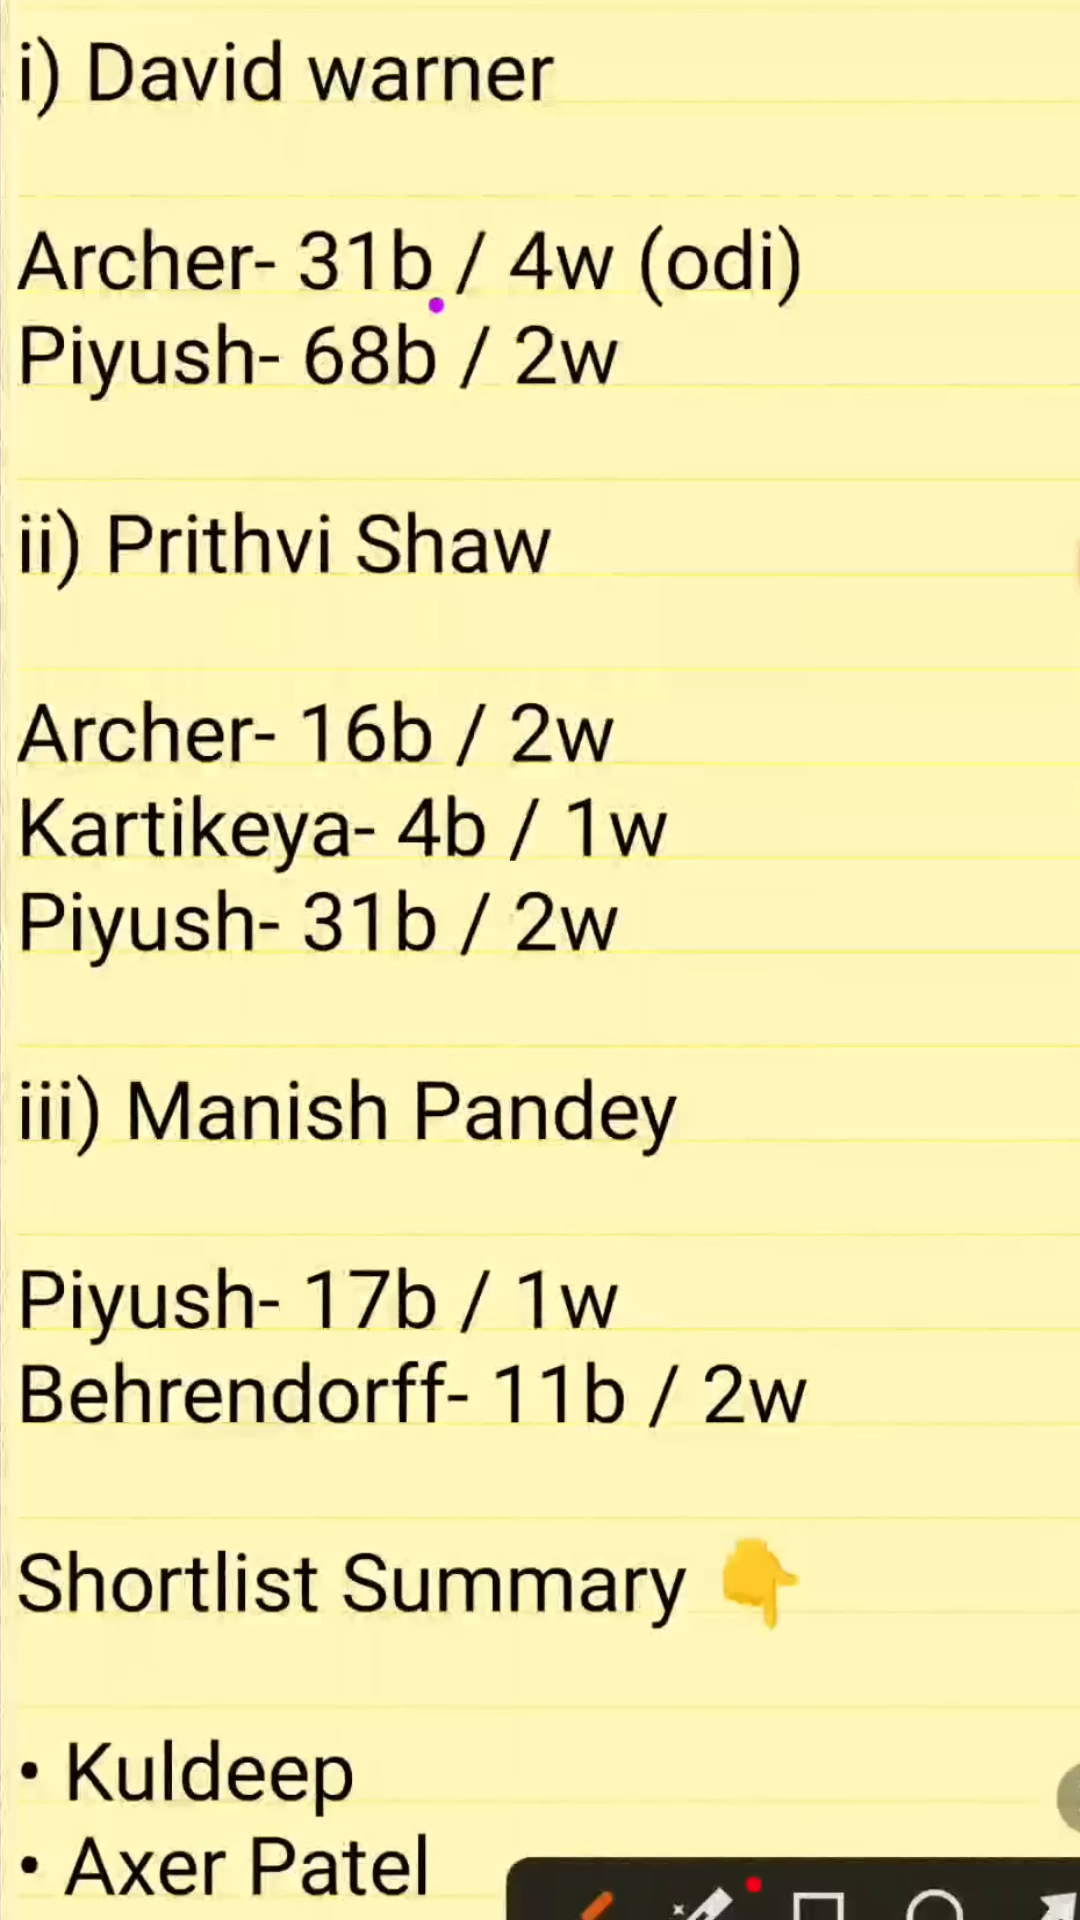 i) David warner
Archer- 31b / 4w (odi)
Piyush- 68b / 2w
ii) Prithvi Shaw
Archer- 16b / 2w
Kartikeya- 4b / 1w
Piyush- 31b / 2w
iii) Manish Pandey
Piyush- 17b / 1w
Behrendorff- 11b / 2w
Shortlist Summary 👇
• Kuldeep
• Axer Patel